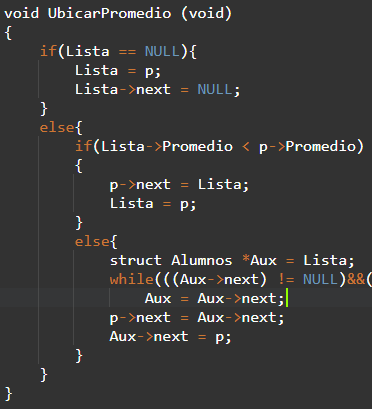 void UbicarPromedio (void)
{
if(Lista == NULL){
Lista = p;
Lista->next = NULL;
}
else{
if(Lista->Promedio < p->Promedio)
{
p->next = Lista;
Lista = p;
}
else{
struct Alumnos *Aux = Lista;
while(((Aux->next) != NULL)&&(
Aux = Aux->next;
p->next = Aux->next;
Aux->next = p;
}
}
}